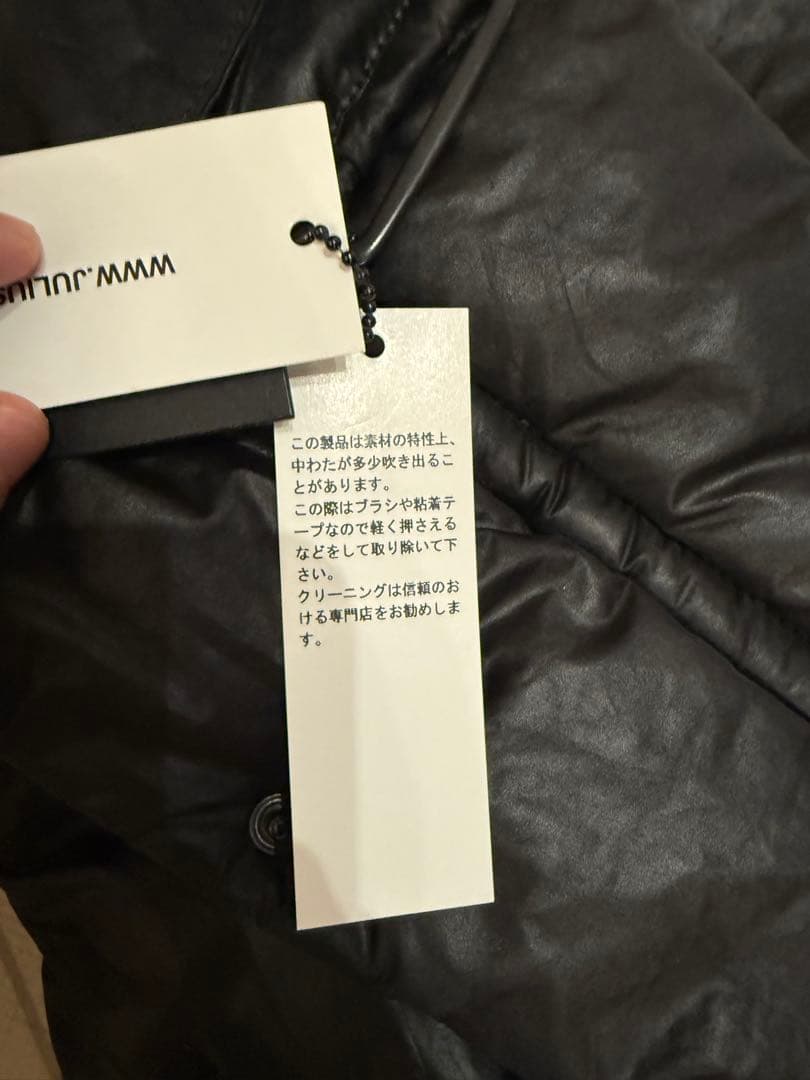 WWW.JULIUS
この製品は素材の特性上、
中わたが多少吹き出るこ
とがあります。
この際はブラシや粘着テ
ープなので軽く押さえる
などをして取り除いて下
さい。
クリーニングは信頼のお
ける専門店をお勧めしま
す。